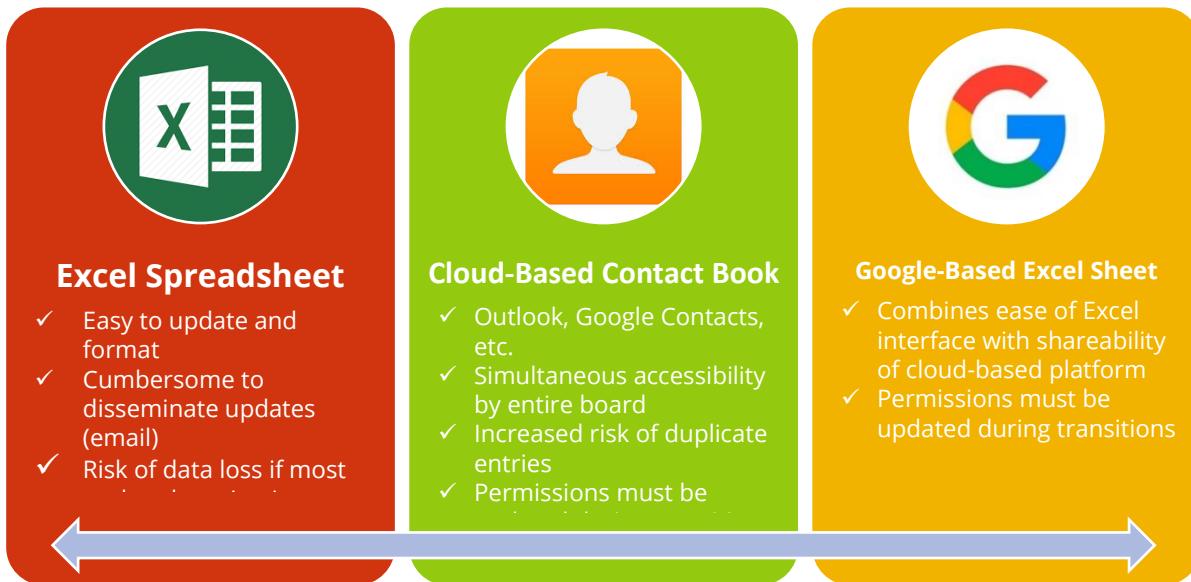 X
Excel Spreadsheet
✓ Easy to update and
format
✓ Cumbersome to
disseminate updates
(email)
✓ Risk of data loss if most
Cloud-Based Contact Book
✓ Outlook, Google Contacts,
etc.
✓ Simultaneous accessibility
by entire board
✓ Increased risk of duplicate
entries
✓ Permissions must be
G
Google-Based Excel Sheet
✓ Combines ease of Excel
interface with shareability
of cloud-based platform
✓ Permissions must be
updated during transitions